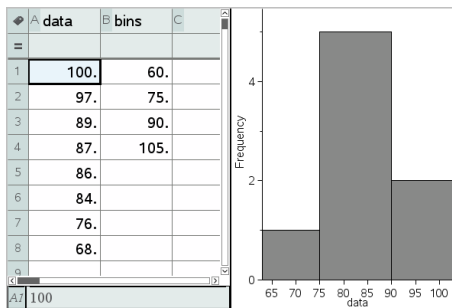 A data B bins C
=
1 100. 60.
2 97. 75.
3 89. 90.
4 87. 105.
5 86.
6 84.
7 76.
8 68.
9
A1 100
Frequency
4
2
0
65 70 75 80 85 90 95 100
data